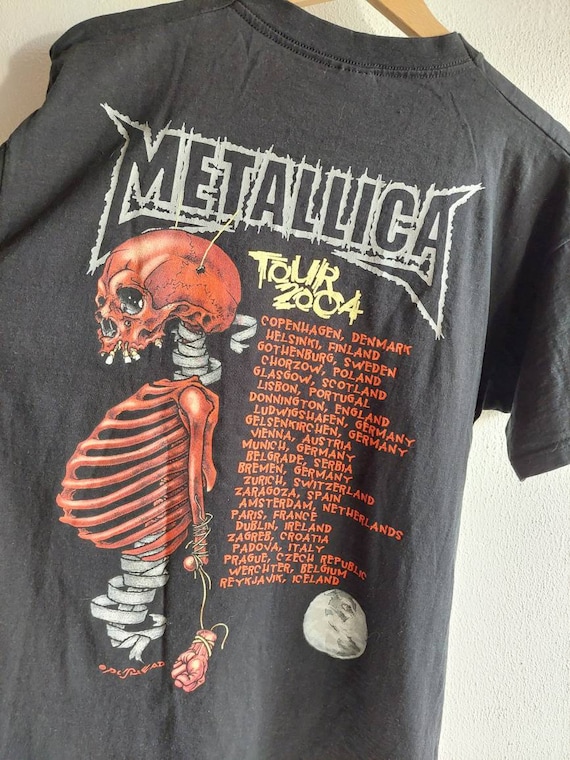 METALLICA
TOUR
2004
COPENHAGEN, DENMARK
HELSINKI, FINLAND
GOTHENBURG, SWEDEN
CHORZOW, POLAND
GLASGOW, SCOTLAND
LISBON, PORTUGAL
DONNINGTON, ENGLAND
LUDWIGSHAFEN, GERMANY
GELSENKIRCHEN, GERMANY
VIENNA, AUSTRIA
MUNICH, GERMANY
BELGRADE, SERBIA
BREMEN, GERMANY
ZURICH, SWITZERLAND
ZARAGOZA, SPAIN
AMSTERDAM, NETHERLANDS
PARIS, FRANCE
DUBLIN, IRELAND
ZAGREB, CROATIA
PADOVA, ITALY
PRAGUE, CZECH REPUBLIC
WERCHTER, BELGIUM
REYKJAVIK, ICELAND
PUSHEAD